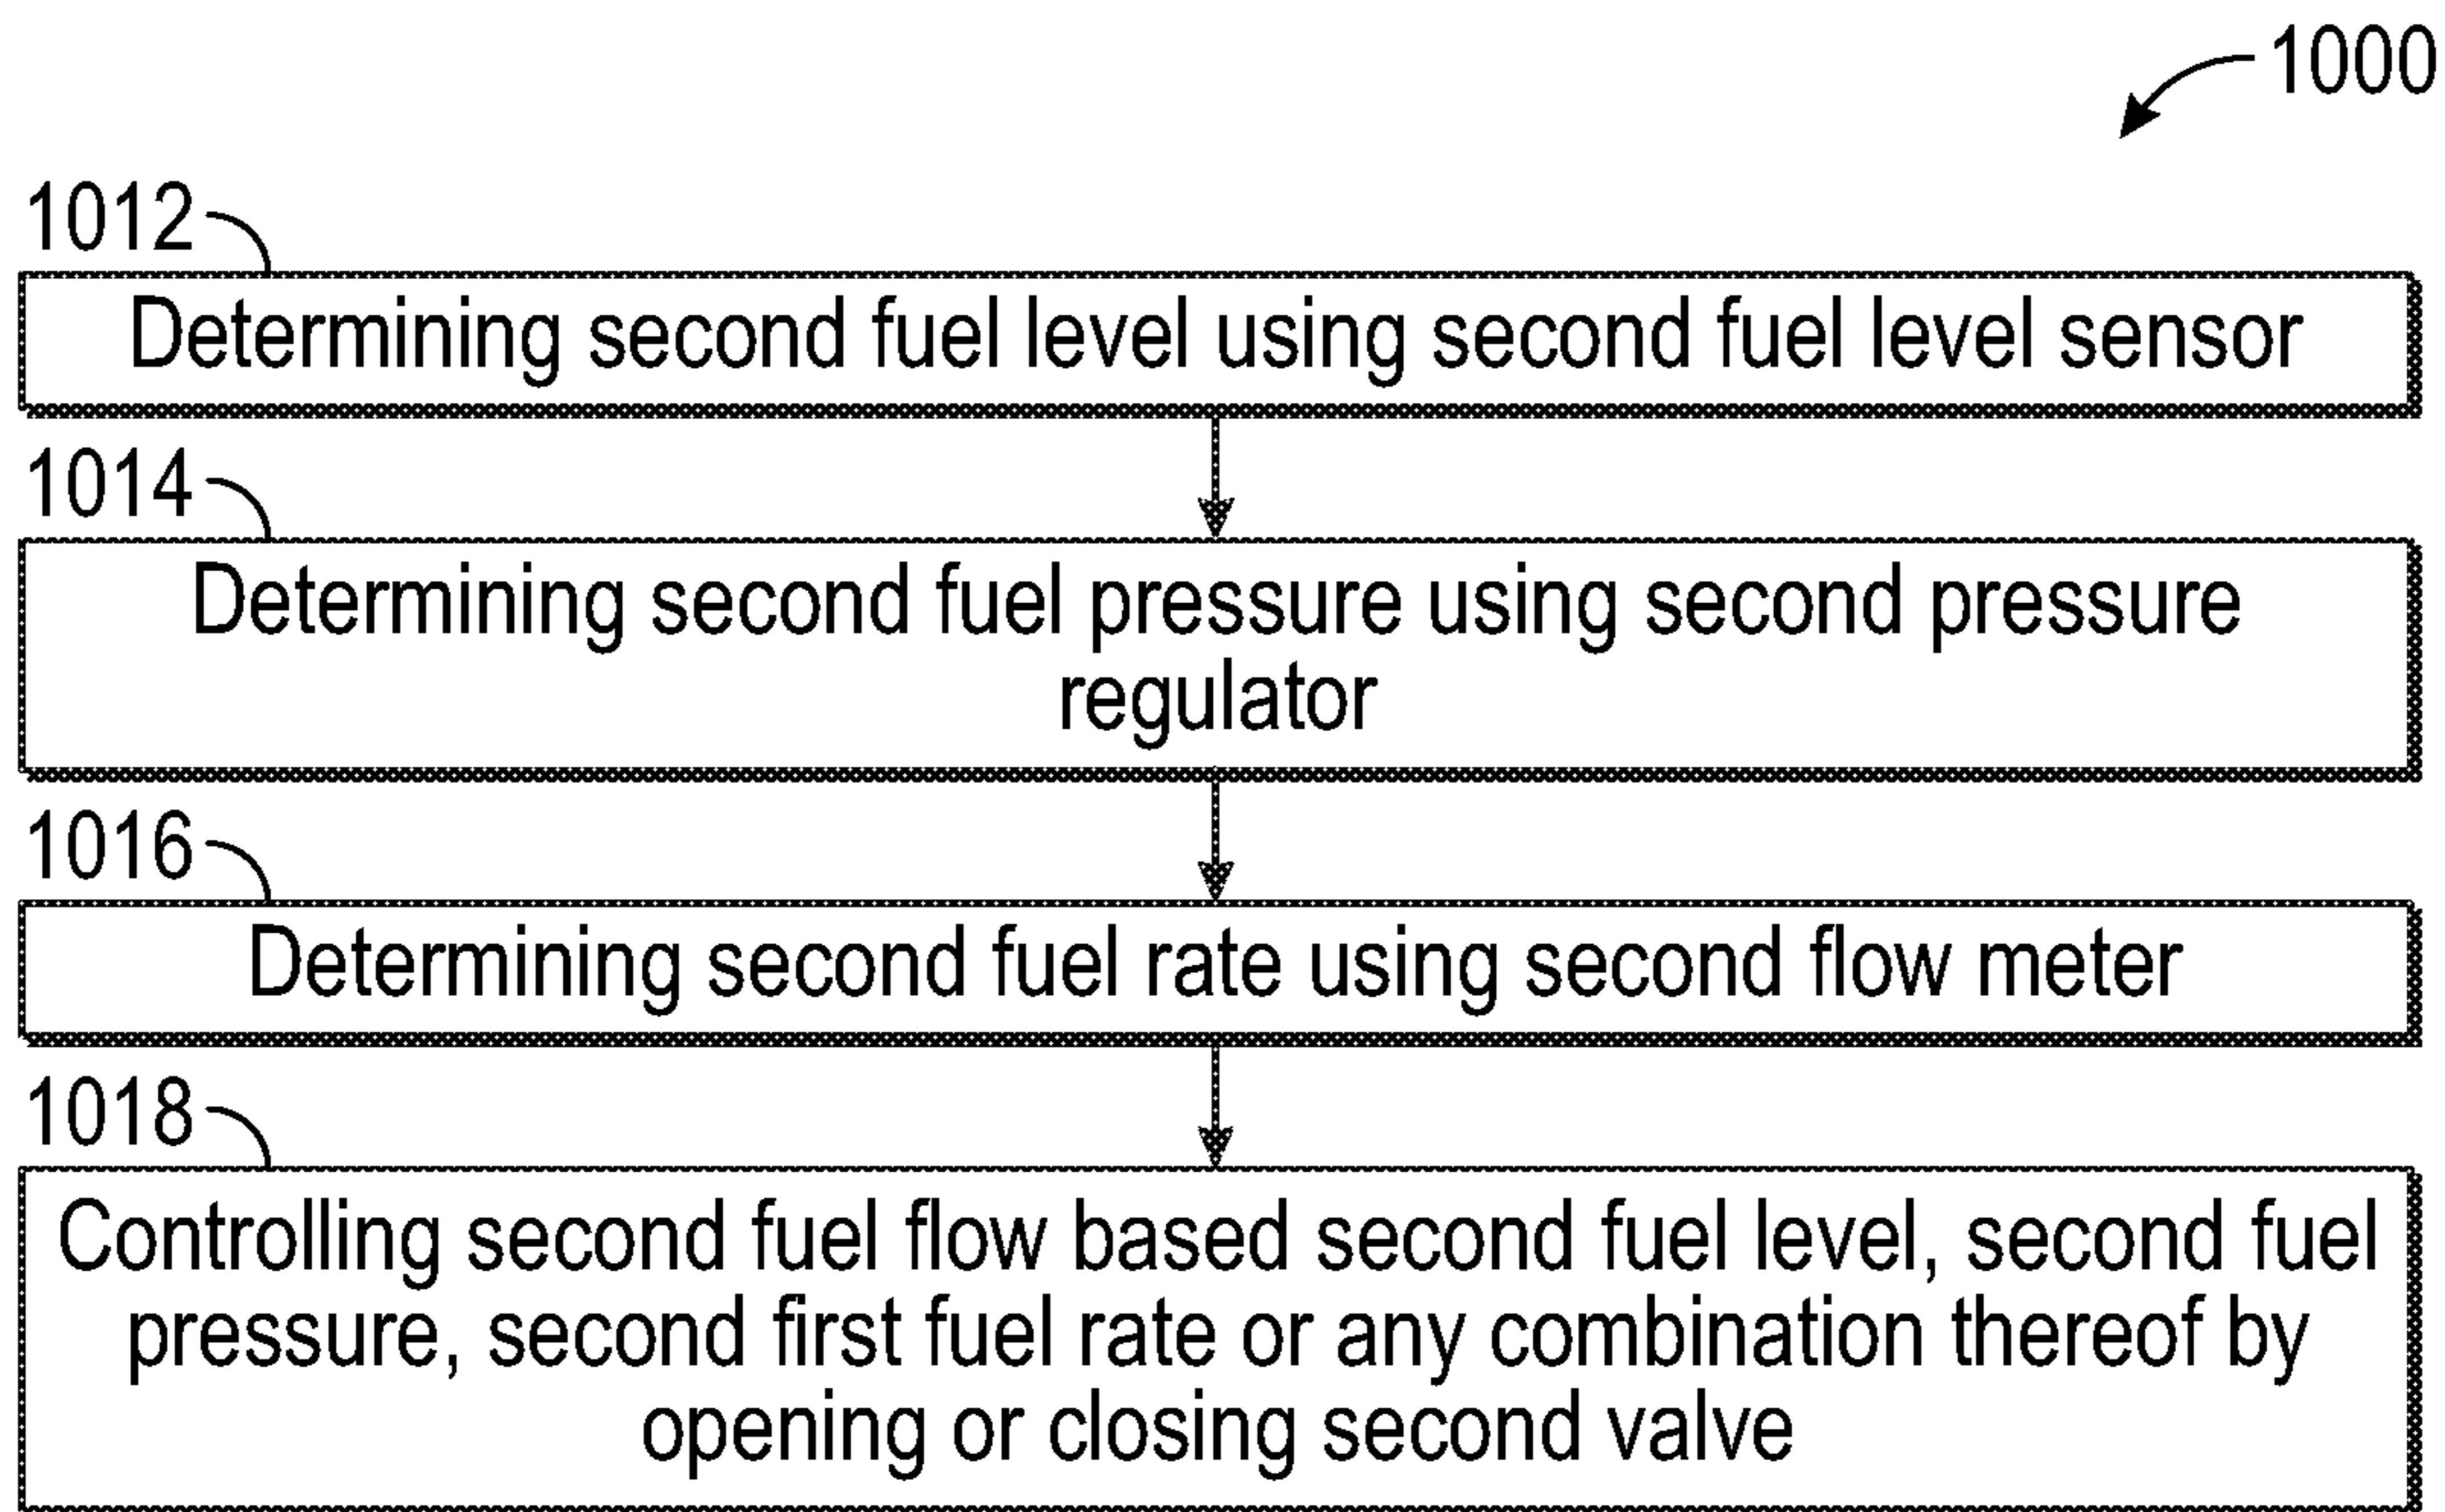 1000
1012
Determining second fuel level using second fuel level sensor
1014
Determining second fuel pressure using second pressure
regulator
1016
Determining second fuel rate using second flow meter
1018
Controlling second fuel flow based second fuel level, second fuel
pressure, second first fuel rate or any combination thereof by
opening or closing second valve